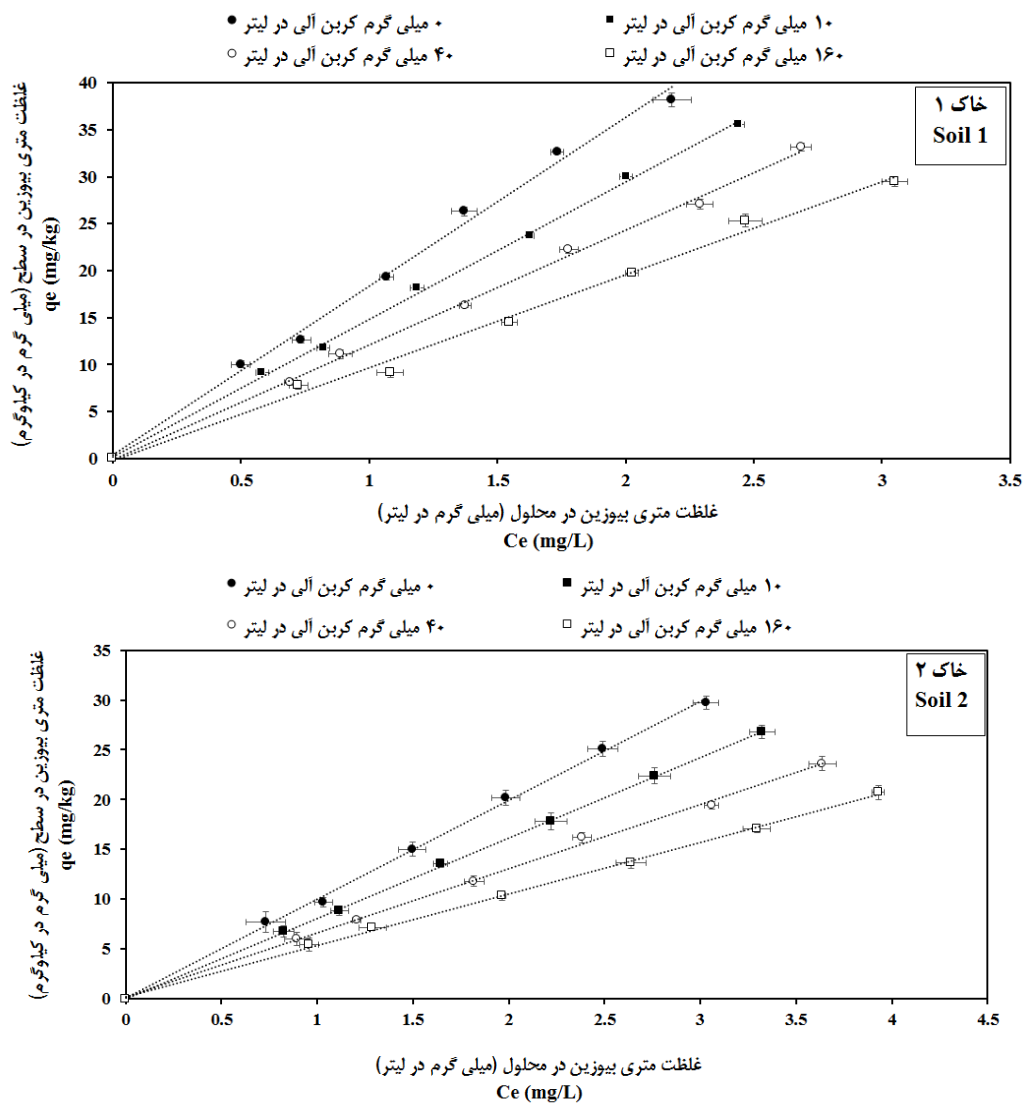 ۰ میلی گرم کربن آلی در لیتر
۱۰ میلی گرم کربن آلی در لیتر
۴۰ میلی گرم کربن آلی در لیتر
۱۶۰ میلی گرم کربن آلی در لیتر
خاک ۱
Soil 1
غلظت متری بیوزین در سطح (میلی گرم در کیلوگرم)
qe (mg/kg)
40
35
30
25
20
15
10
5
0
0 0.5 1 1.5 2 2.5 3 3.5
غلظت متری بیوزین در محلول (میلی گرم در لیتر)
Ce (mg/L)
۰ میلی گرم کربن آلی در لیتر
۱۰ میلی گرم کربن آلی در لیتر
۴۰ میلی گرم کربن آلی در لیتر
۱۶۰ میلی گرم کربن آلی در لیتر
خاک ۲
Soil 2
غلظت متری بیوزین در سطح (میلی گرم در کیلوگرم)
qe (mg/kg)
35
30
25
20
15
10
5
0
0 0.5 1 1.5 2 2.5 3 3.5 4 4.5
غلظت متری بیوزین در محلول (میلی گرم در لیتر)
Ce (mg/L)